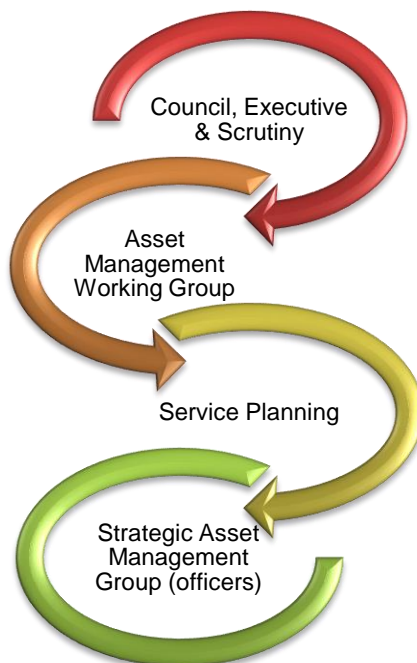 Council, Executive
& Scrutiny
Asset
Management
Working Group
Service Planning
Strategic Asset
Management
Group (officers)